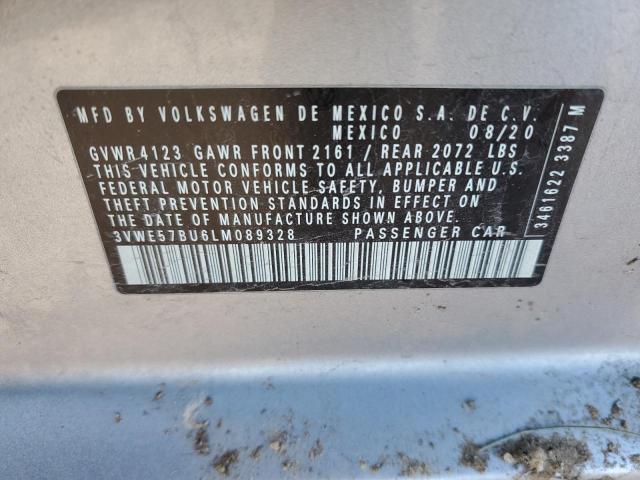 MFD BY VOLKSWAGEN DE MEXICO S.A. DE C.V.
MEXICO 08/20
GVWR 4123 GAWR FRONT 2161 / REAR 2072 LBS
THIS VEHICLE CONFORMS TO ALL APPLICABLE U.S.
FEDERAL MOTOR VEHICLE SAFETY, BUMPER AND
THEFT PREVENTION STANDARDS IN EFFECT ON
THE DATE OF MANUFACTURE SHOWN ABOVE.
3VWE57BU6LM089328 PASSENGER CAR
3461622 3387 M